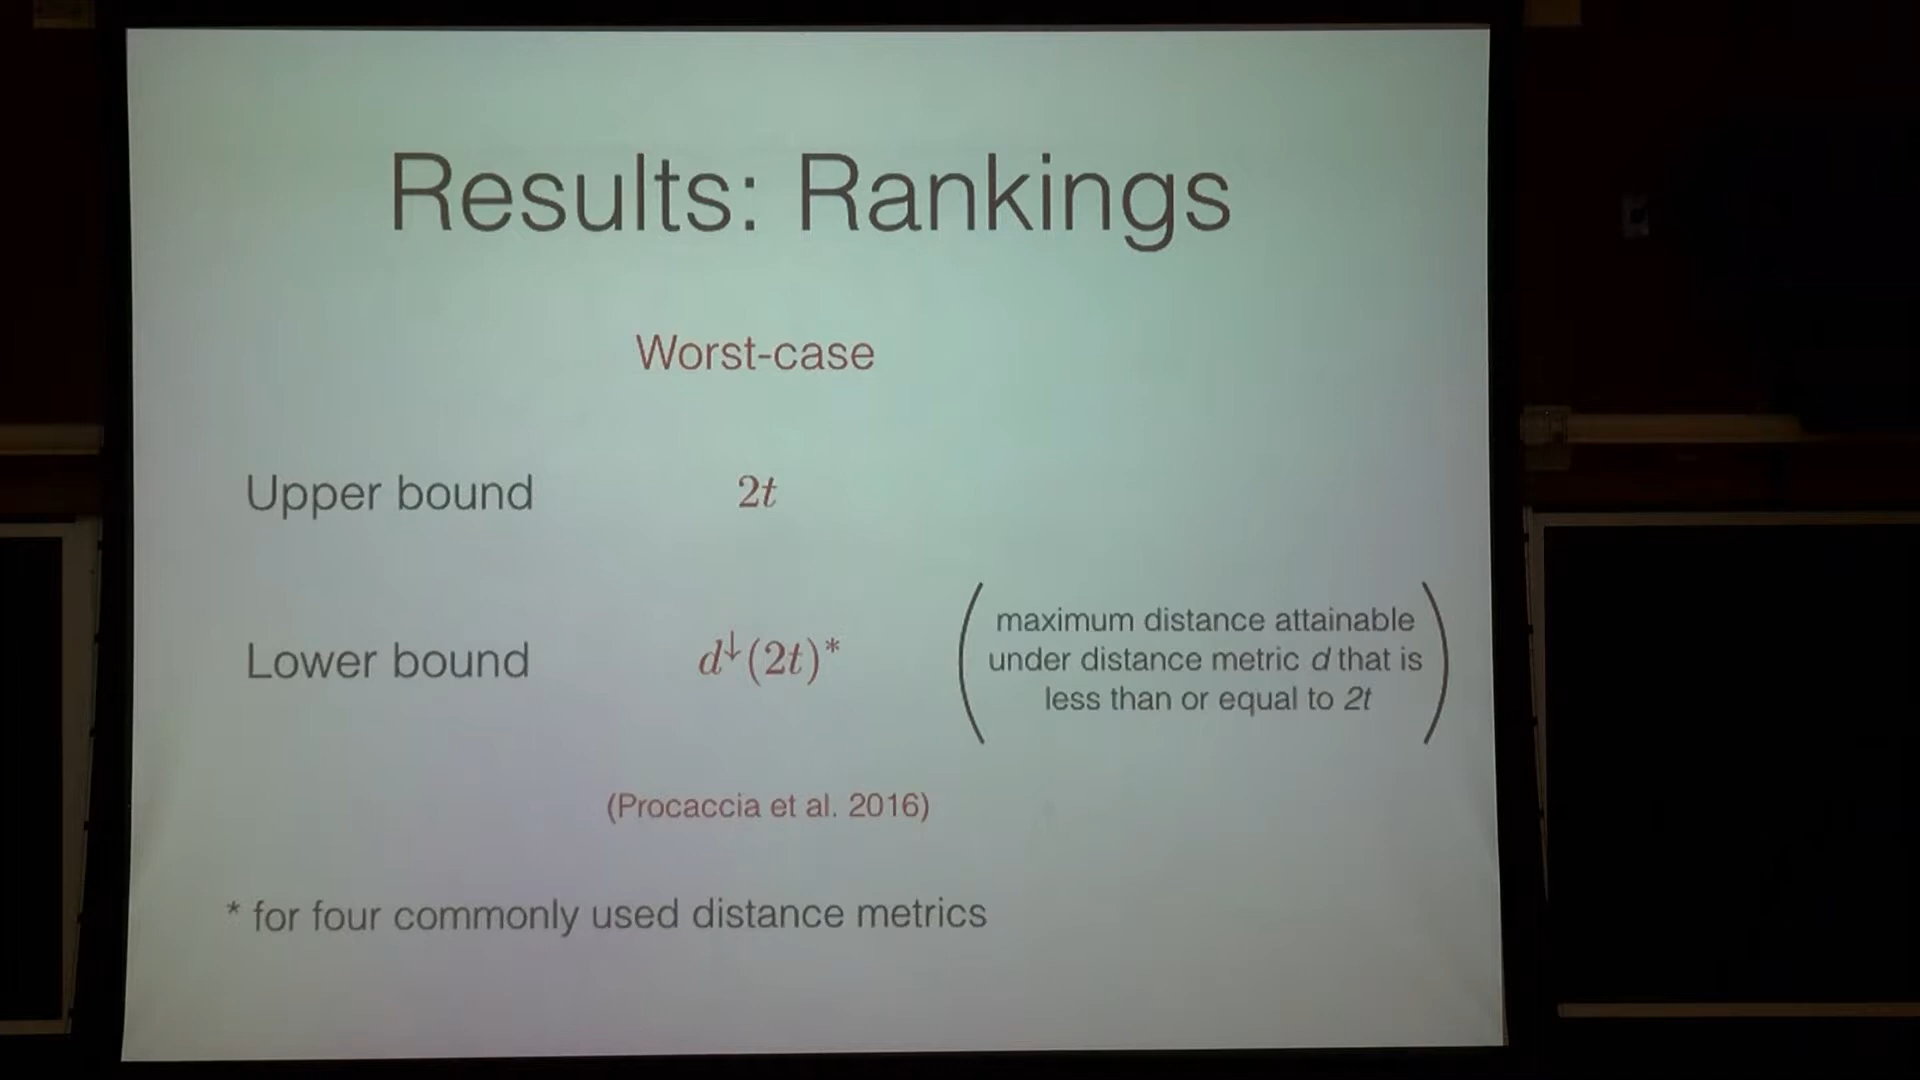 Results: Rankings
Worst-case
Upper bound 2t
Lower bound d↓(2t)*
(maximum distance attainable
under distance metric d that is
less than or equal to 2t)
(Procaccia et al. 2016)
* for four commonly used distance metrics